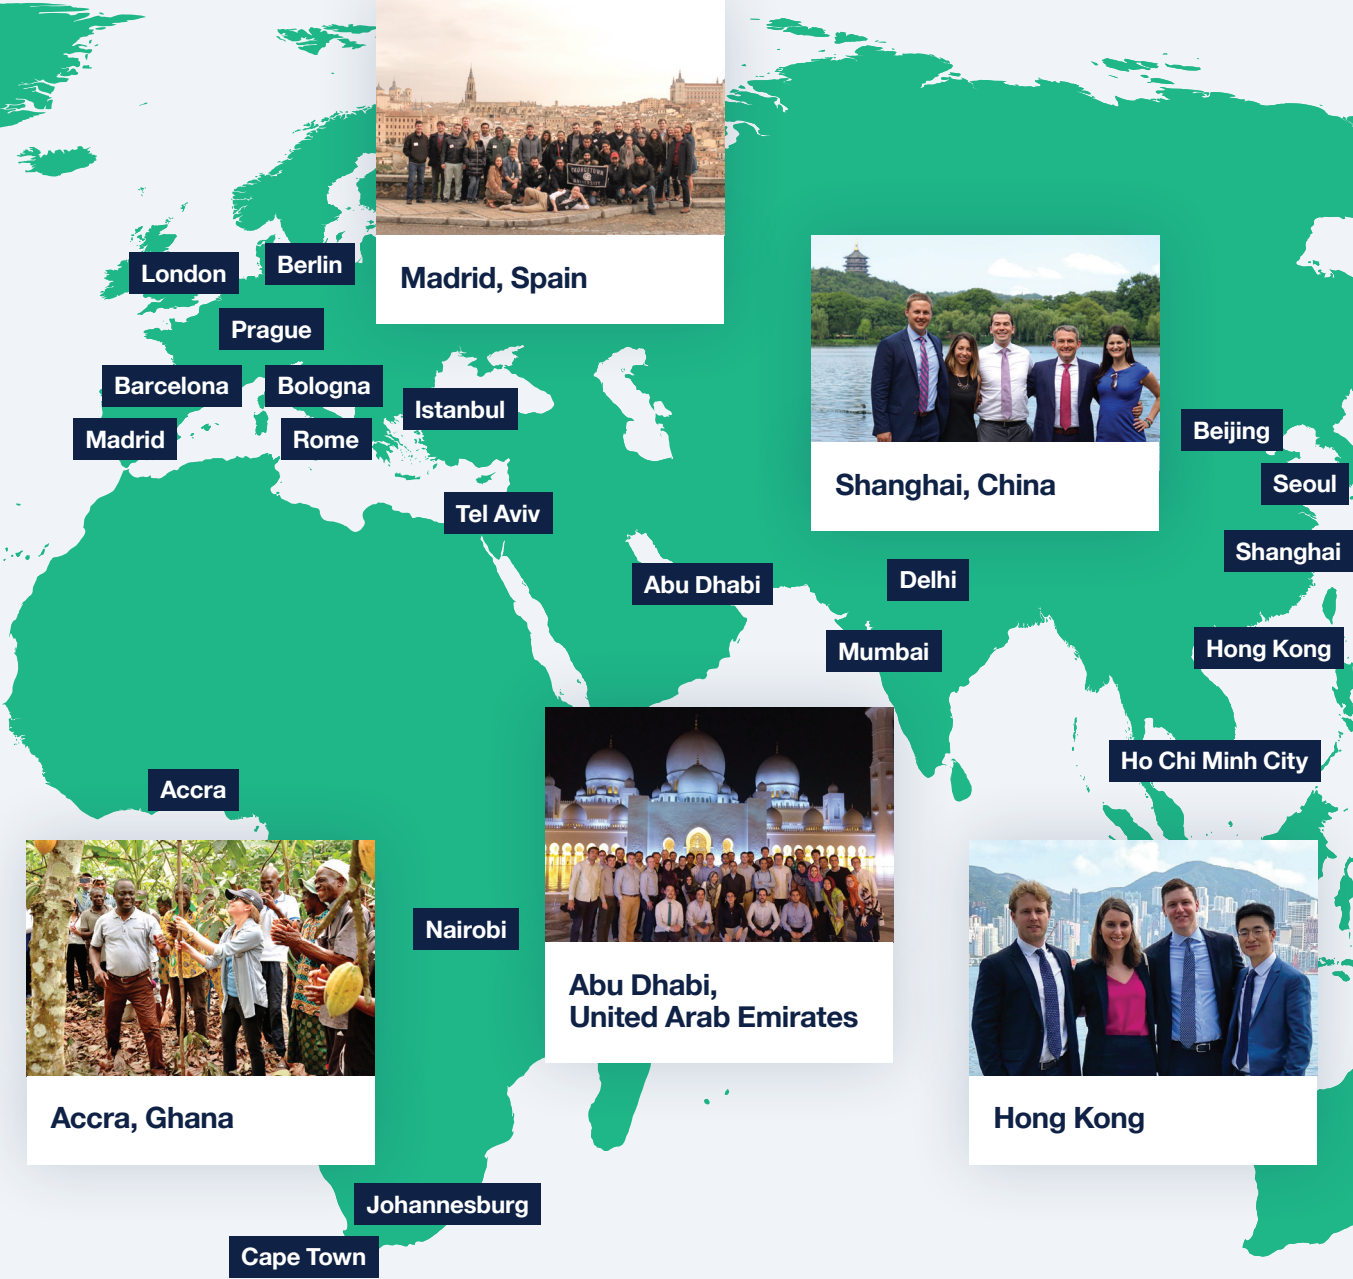 GEORGETOWN
UNIVERSITY
London
Berlin
Madrid, Spain
Prague
Barcelona
Bologna
Istanbul
Madrid
Rome
Shanghai, China
Beijing
Seoul
Tel Aviv
Shanghai
Abu Dhabi
Delhi
Mumbai
Hong Kong
Ho Chi Minh City
Accra
Nairobi
Abu Dhabi,
United Arab Emirates
Accra, Ghana
Hong Kong
Johannesburg
Cape Town